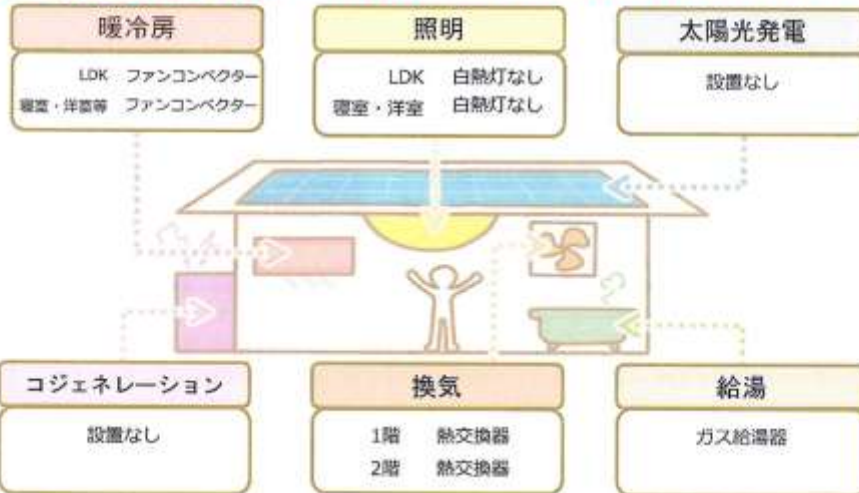 暖冷房
LDK ファンコンベクター
寝室・洋室等 ファンコンベクター
照明
LDK 白熱灯なし
寝室・洋室 白熱灯なし
太陽光発電
設置なし
コジェネレーション
設置なし
換気
1階 熱交換器
2階 熱交換器
給湯
ガス給湯器